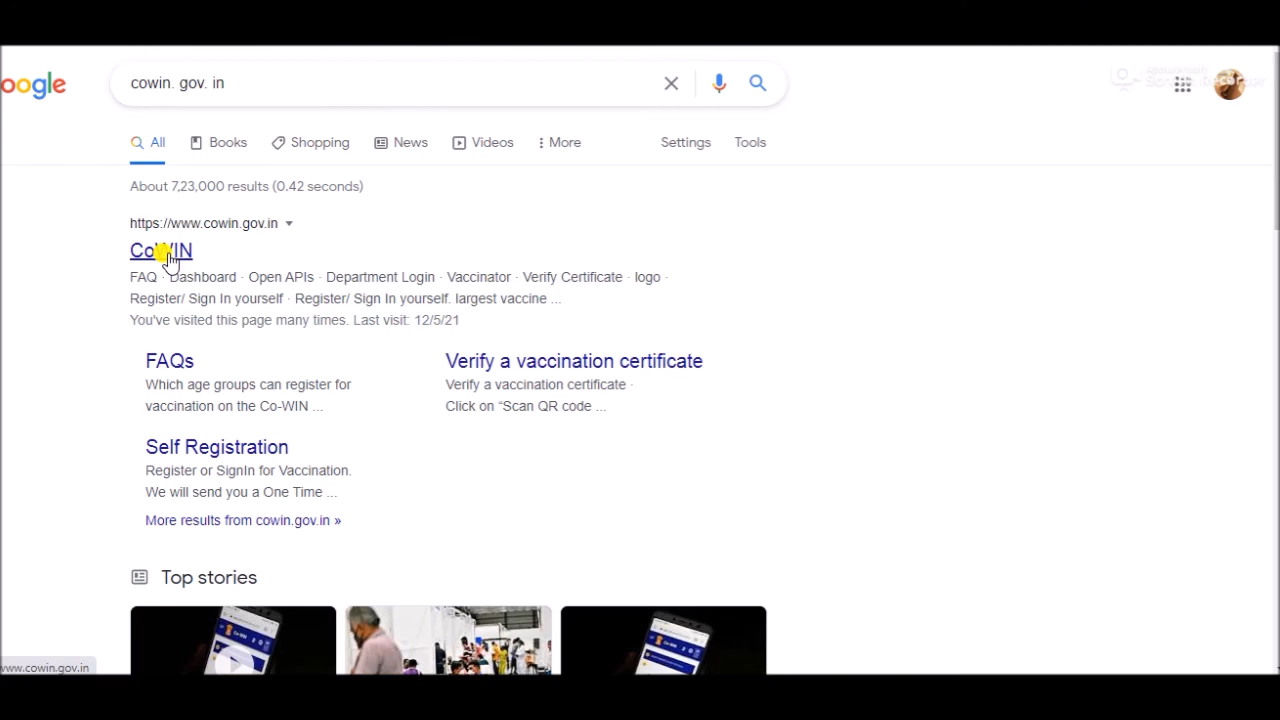 oogle
cowin. gov. in
All Books Shopping News Videos More Settings Tools
About 7,23,000 results (0.42 seconds)
https://www.cowin.gov.in
CoWIN
FAQ · Dashboard · Open APIs · Department Login · Vaccinator · Verify Certificate · logo ·
Register/ Sign In yourself · Register/ Sign In yourself. largest vaccine ...
You've visited this page many times. Last visit: 12/5/21
FAQs
Which age groups can register for
vaccination on the Co-WIN ...
Verify a vaccination certificate
Verify a vaccination certificate ·
Click on “Scan QR code ...
Self Registration
Register or SignIn for Vaccination.
We will send you a One Time ...
More results from cowin.gov.in »
Top stories
www.cowin.gov.in